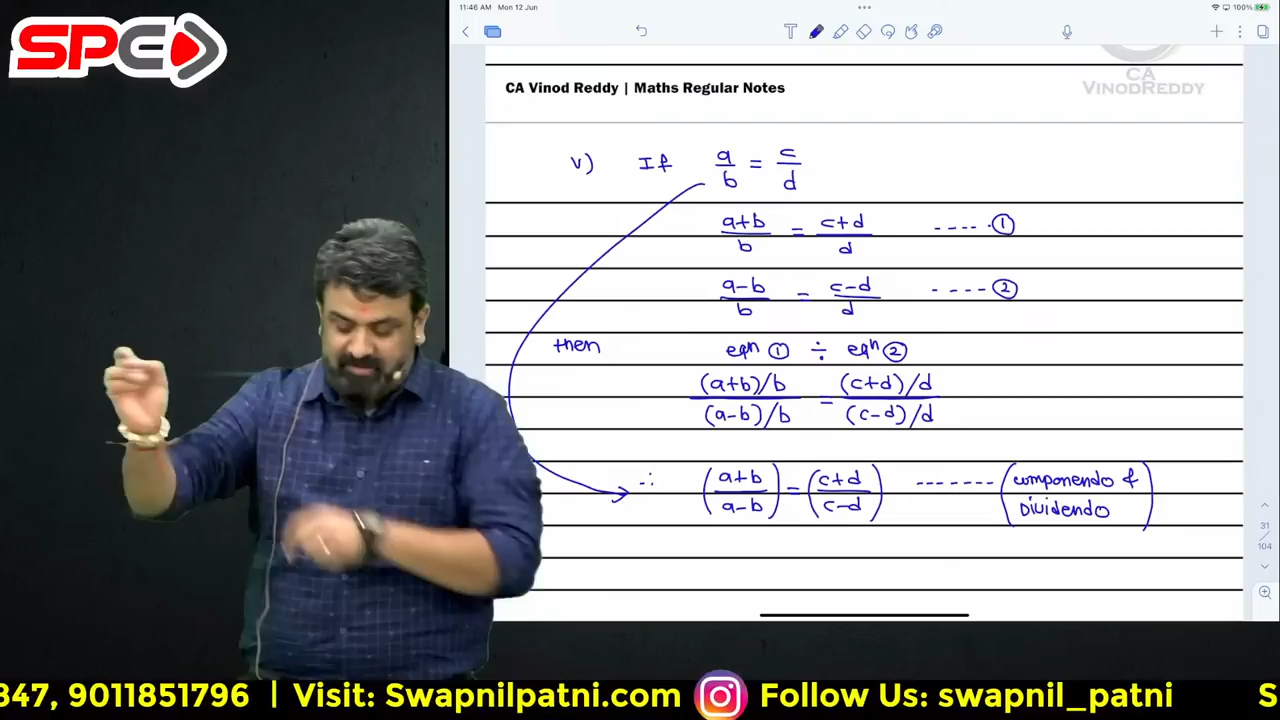 11:46 AM Mon 12 Jun
100%
SPC
CA
VINODREDDY
CA Vinod Reddy | Maths Regular Notes
v) If a/b = c/d
(a+b)/b = (c+d)/d -----①
(a-b)/b = (c-d)/d ----②
then eqⁿ ① ÷ eqⁿ ②
((a+b)/b)/((a-b)/b) = ((c+d)/d)/((c-d)/d)
∴ ((a+b)/(a-b)) = ((c+d)/(c-d)) ------- (componendo & Dividendo)
31
/
104
347, 9011851796 | Visit: Swapnilpatni.com Follow Us: swapnil_patni S